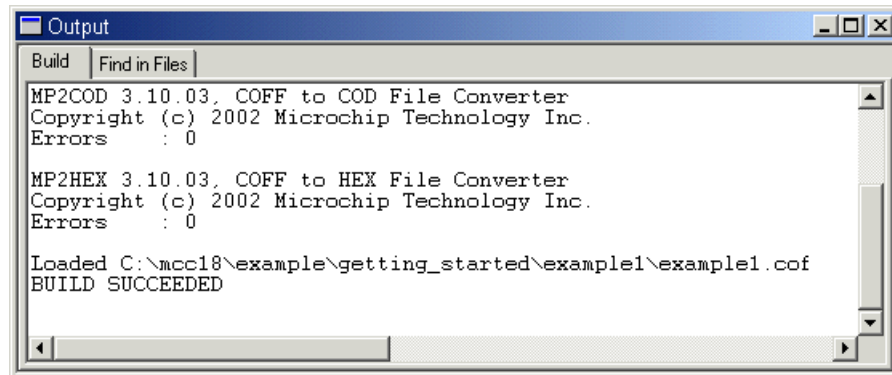 Output
Build Find in Files
MP2COD 3.10.03, COFF to COD File Converter
Copyright (c) 2002 Microchip Technology Inc.
Errors : 0
MP2HEX 3.10.03, COFF to HEX File Converter
Copyright (c) 2002 Microchip Technology Inc.
Errors : 0
Loaded C:\mcc18\example\getting_started\example1\example1.cof
BUILD SUCCEEDED